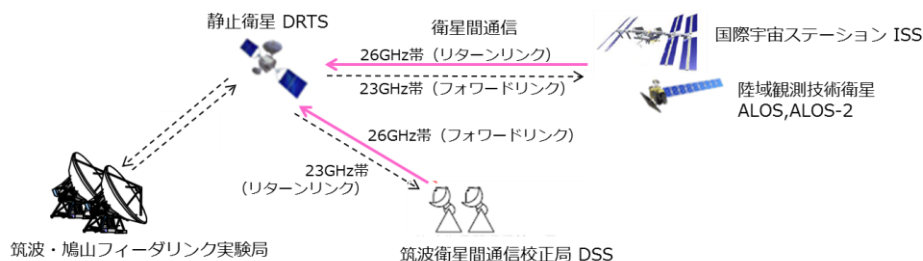 静止衛星 DRTS
衛星間通信
国際宇宙ステーション ISS
26GHz帯（リターンリンク）
23GHz帯（フォワードリンク）
陸域観測技術衛星
ALOS,ALOS-2
26GHz帯（フォワードリンク）
23GHz帯
（リターンリンク）
筑波・鳩山フィーダリンク実験局
筑波衛星間通信校正局 DSS